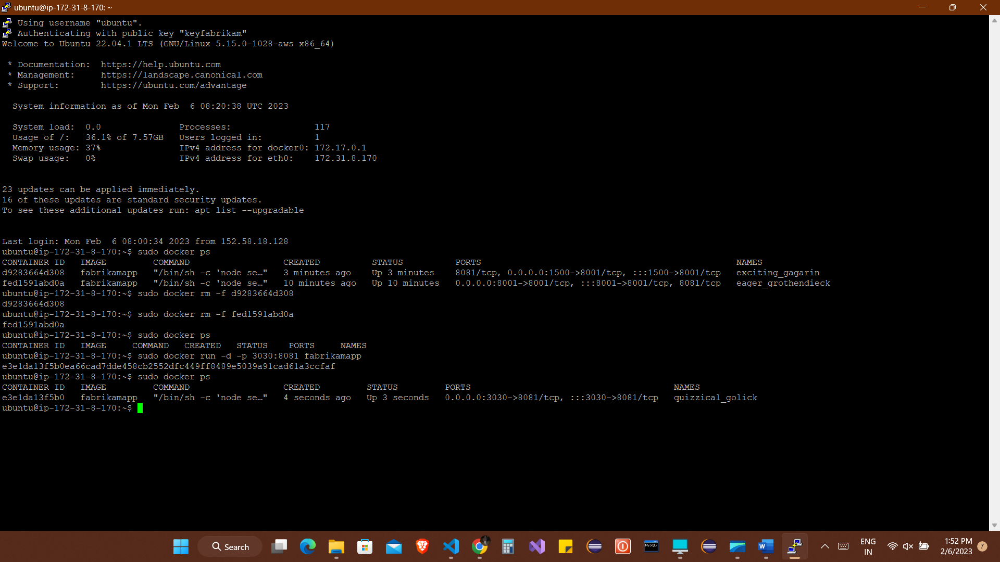 ubuntu@ip-172-31-8-170: ~
Using username "ubuntu".
Authenticating with public key "keyfabrikam"
Welcome to Ubuntu 22.04.1 LTS (GNU/Linux 5.15.0-1028-aws x86_64)
* Documentation:  https://help.ubuntu.com
* Management:     https://landscape.canonical.com
* Support:        https://ubuntu.com/advantage
System information as of Mon Feb  6 08:20:38 UTC 2023
System load:  0.0               Processes:                117
Usage of /:   36.1% of 7.57GB   Users logged in:          1
Memory usage: 37%               IPv4 address for docker0: 172.17.0.1
Swap usage:   0%                IPv4 address for eth0:    172.31.8.170
23 updates can be applied immediately.
16 of these updates are standard security updates.
To see these additional updates run: apt list --upgradable
Last login: Mon Feb  6 08:00:34 2023 from 152.58.18.128
ubuntu@ip-172-31-8-170:~$ sudo docker ps
CONTAINER ID   IMAGE         COMMAND                  CREATED          STATUS          PORTS                                                 NAMES
d9283664d308   fabrikamapp   "/bin/sh -c 'node se…"   3 minutes ago    Up 3 minutes    8081/tcp, 0.0.0.0:1500->8001/tcp, :::1500->8001/tcp   exciting_gagarin
fed1591abd0a   fabrikamapp   "/bin/sh -c 'node se…"   10 minutes ago   Up 10 minutes   0.0.0.0:8001->8001/tcp, :::8001->8001/tcp, 8081/tcp   eager_grothendieck
ubuntu@ip-172-31-8-170:~$ sudo docker rm -f d9283664d308
d9283664d308
ubuntu@ip-172-31-8-170:~$ sudo docker rm -f fed1591abd0a
fed1591abd0a
ubuntu@ip-172-31-8-170:~$ sudo docker ps
CONTAINER ID   IMAGE     COMMAND   CREATED   STATUS    PORTS     NAMES
ubuntu@ip-172-31-8-170:~$ sudo docker run -d -p 3030:8081 fabrikamapp
e3e1da13f5b0ea66cad7dde458cb2552dfc449ff8489e5039a91cad61a3ccfaf
ubuntu@ip-172-31-8-170:~$ sudo docker ps
CONTAINER ID   IMAGE         COMMAND                  CREATED         STATUS         PORTS                                       NAMES
e3e1da13f5b0   fabrikamapp   "/bin/sh -c 'node se…"   4 seconds ago   Up 3 seconds   0.0.0.0:3030->8081/tcp, :::3030->8081/tcp   quizzical_golick
ubuntu@ip-172-31-8-170:~$
Search
MySQL
ENG
IN
1:52 PM
2/6/2023
7